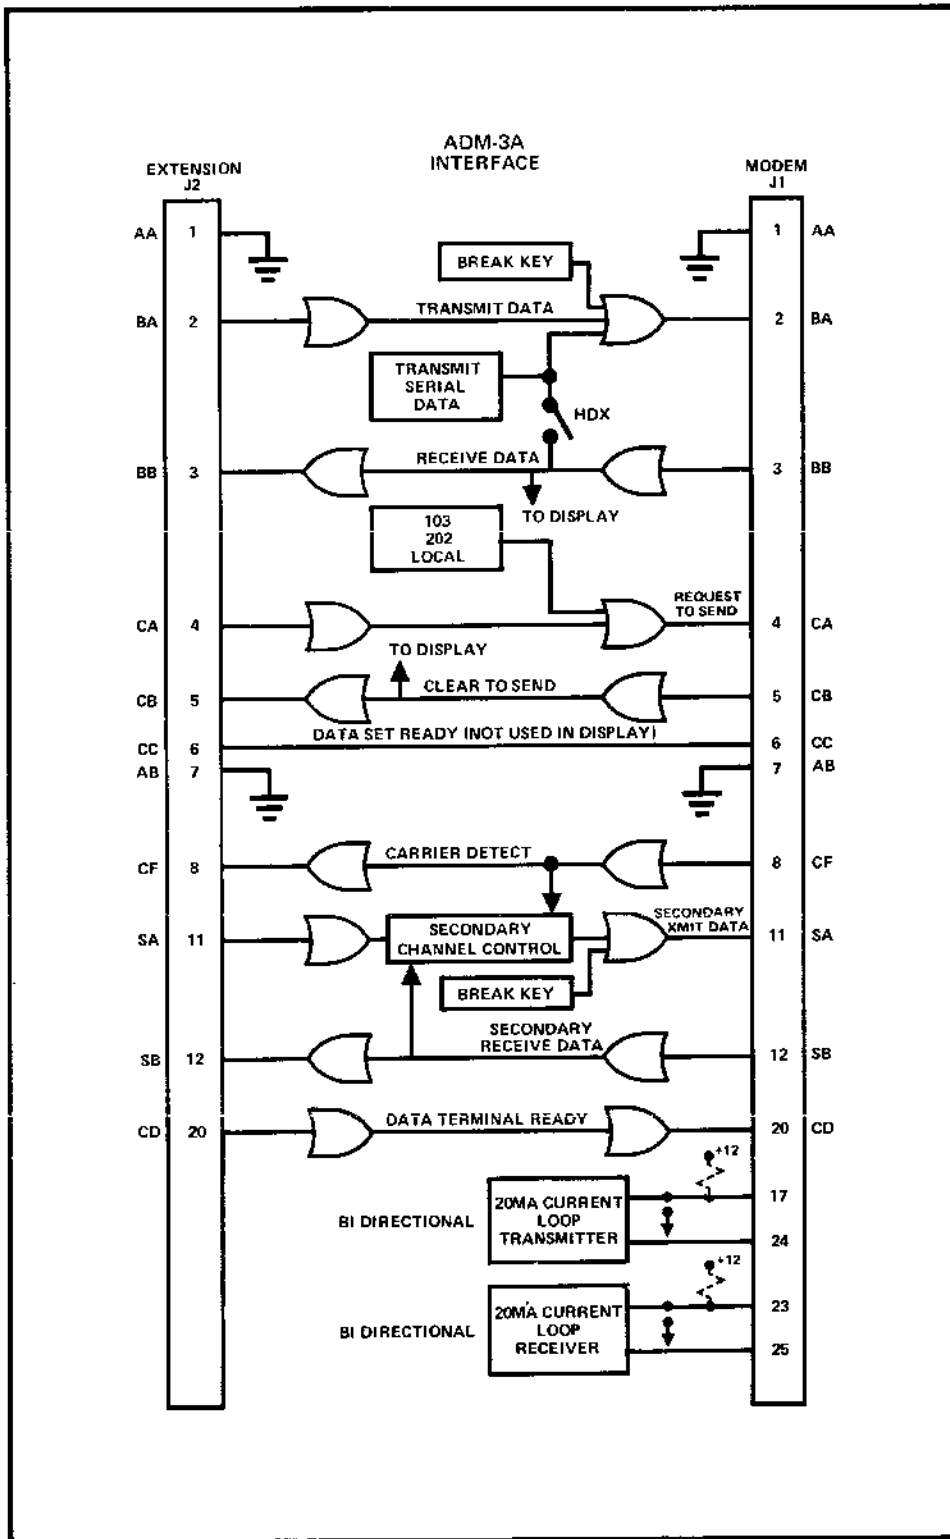 ADM-3A
INTERFACE
EXTENSION
J2
MODEM
J1
AA 1
1 AA
BREAK KEY
TRANSMIT DATA
BA 2
2 BA
TRANSMIT
SERIAL
DATA
HDX
RECEIVE DATA
BB 3
3 BB
TO DISPLAY
103
202
LOCAL
REQUEST
TO SEND
CA 4
4 CA
TO DISPLAY
CLEAR TO SEND
CB 5
5 CB
DATA SET READY (NOT USED IN DISPLAY)
CC 6
6 CC
AB 7
7 AB
CARRIER DETECT
CF 8
8 CF
SECONDARY
XMIT DATA
SECONDARY
CHANNEL CONTROL
SA 11
11 SA
BREAK KEY
SECONDARY
RECEIVE DATA
SB 12
12 SB
DATA TERMINAL READY
CD 20
20 CD
+12
BI DIRECTIONAL
20MA CURRENT
LOOP
TRANSMITTER
17
24
+12
BI DIRECTIONAL
20MA CURRENT
LOOP
RECEIVER
23
25